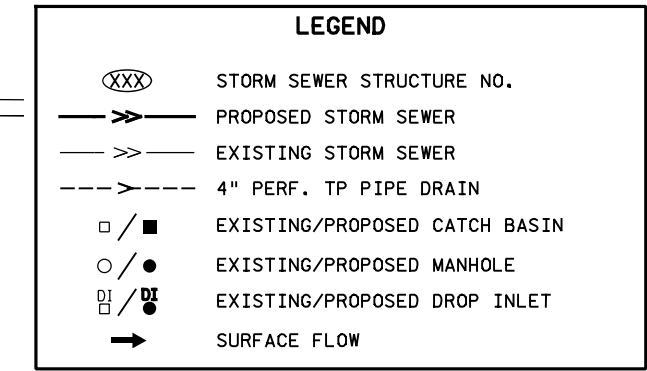 LEGEND
XXX STORM SEWER STRUCTURE NO.
>> PROPOSED STORM SEWER
>> EXISTING STORM SEWER
> 4" PERF. TP PIPE DRAIN
/ EXISTING/PROPOSED CATCH BASIN
/ EXISTING/PROPOSED MANHOLE
DI / DI EXISTING/PROPOSED DROP INLET
SURFACE FLOW